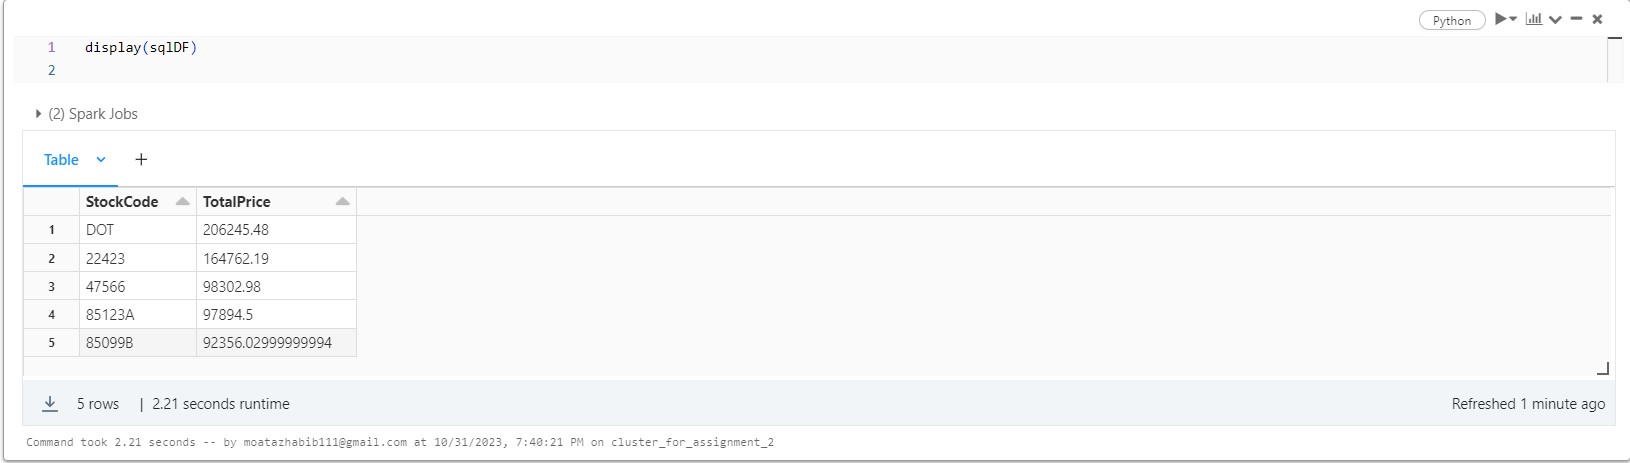 Python
1 display(sqlDF)
2
(2) Spark Jobs
Table +
StockCode TotalPrice
1 DOT 206245.48
2 22423 164762.19
3 47566 98302.98
4 85123A 97894.5
5 85099B 92356.02999999994
5 rows | 2.21 seconds runtime Refreshed 1 minute ago
Command took 2.21 seconds -- by moatazhabib111@gmail.com at 10/31/2023, 7:40:21 PM on cluster_for_assignment_2